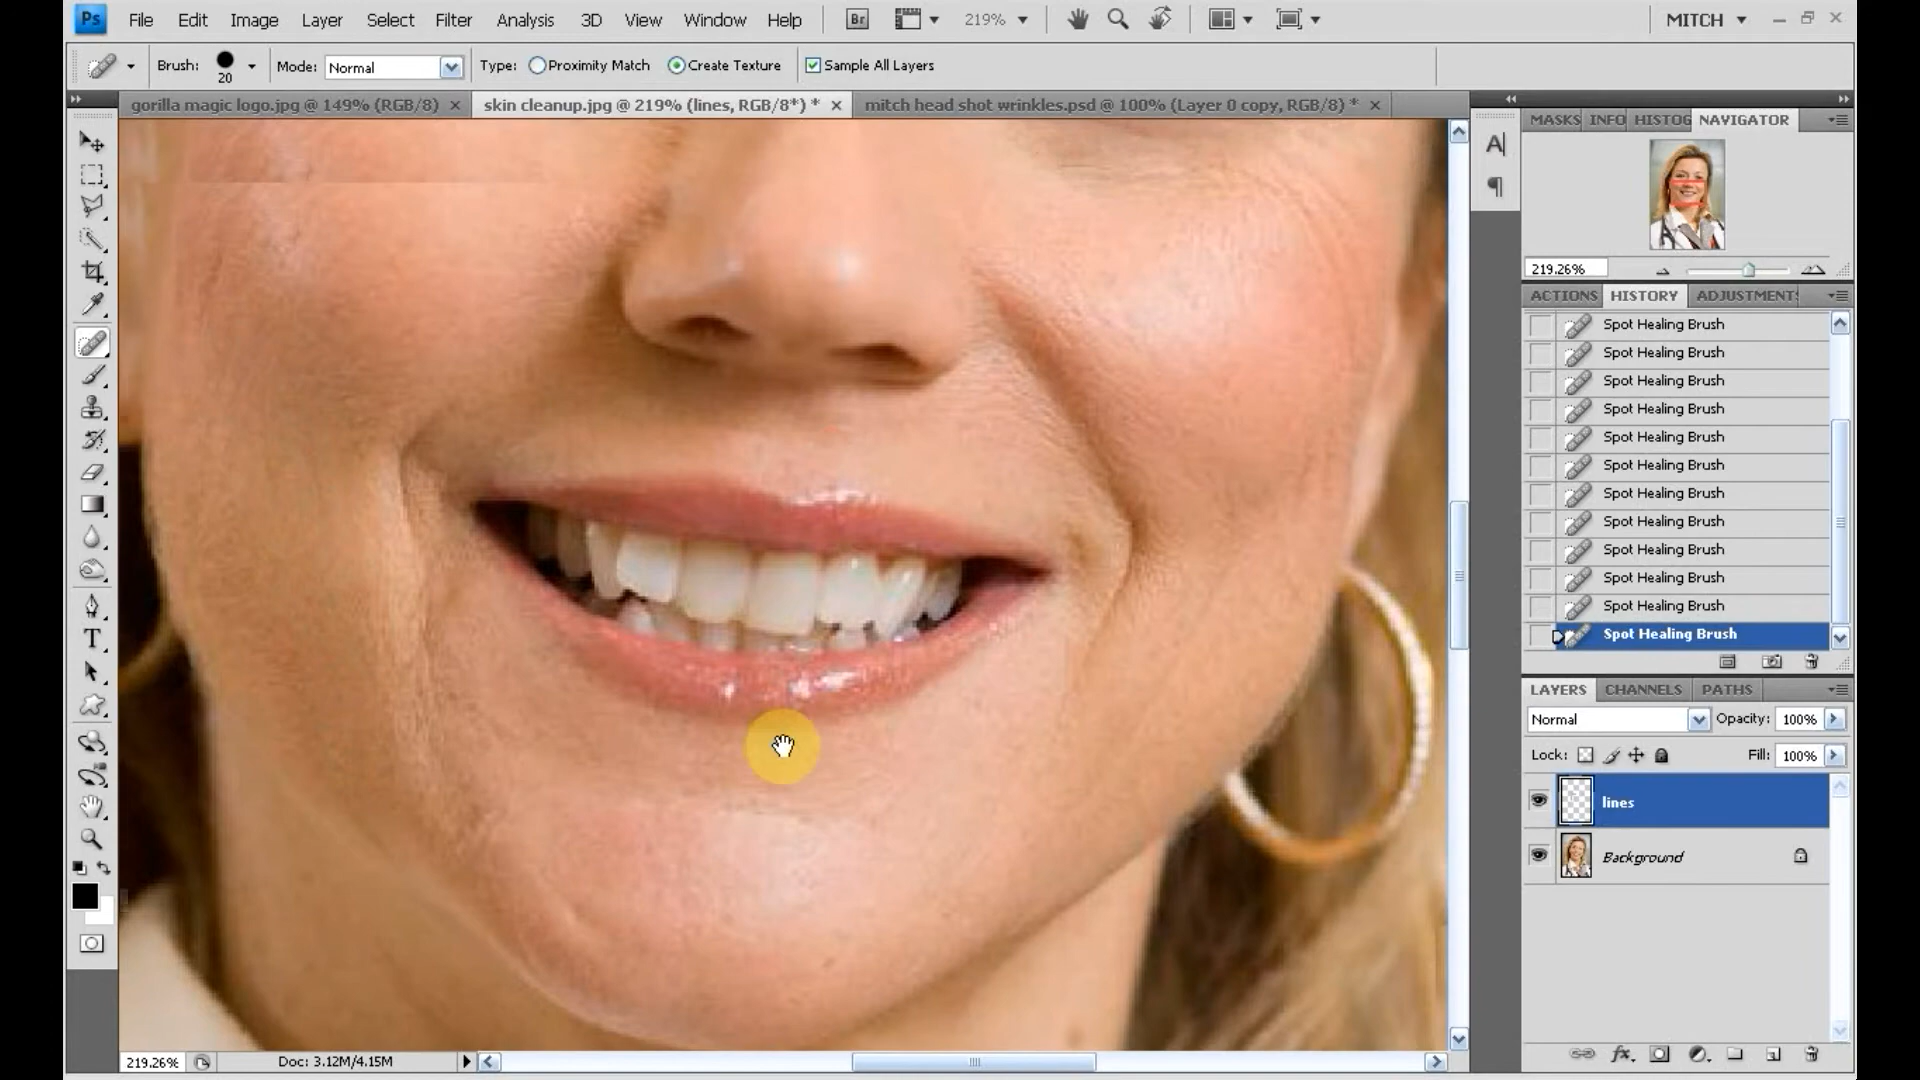 Ps File Edit Image Layer Select Filter Analysis 3D View Window Help Br 219% MITCH
Brush: 20 Mode: Normal Type: Proximity Match Create Texture Sample All Layers
gorilla magic logo.jpg @ 149% (RGB/8) skin cleanup.jpg @ 219% (lines, RGB/8*) * mitch head shot wrinkles.psd @ 100% (Layer 0 copy, RGB/8) *
MASKS INFO HISTOG NAVIGATOR
219.26%
ACTIONS HISTORY ADJUSTMENTS
Spot Healing Brush
Spot Healing Brush
Spot Healing Brush
Spot Healing Brush
Spot Healing Brush
Spot Healing Brush
Spot Healing Brush
Spot Healing Brush
Spot Healing Brush
Spot Healing Brush
Spot Healing Brush
Spot Healing Brush
LAYERS CHANNELS PATHS
Normal Opacity: 100%
Lock: Fill: 100%
lines
Background
219.26% Doc: 3.12M/4.15M